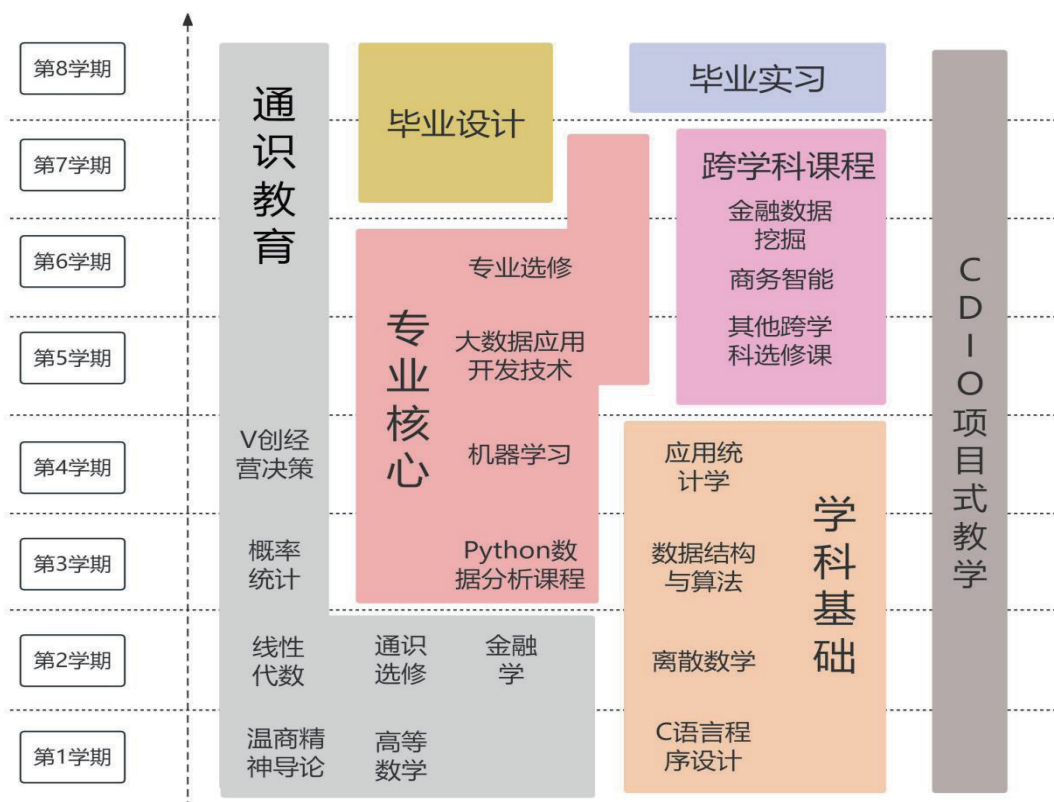 第8学期
第7学期
第6学期
第5学期
第4学期
第3学期
第2学期
第1学期
通识教育
V创经
营决策
概率
统计
线性
代数
通识
选修
金融
学
温商精
神导论
高等
数学
毕业设计
专业核心
专业选修
大数据应用
开发技术
机器学习
Python数
据分析课程
毕业实习
跨学科课程
金融数据
挖掘
商务智能
其他跨学
科选修课
学科基础
应用统
计学
数据结构
与算法
离散数学
C语言程
序设计
CDIO项目式教学